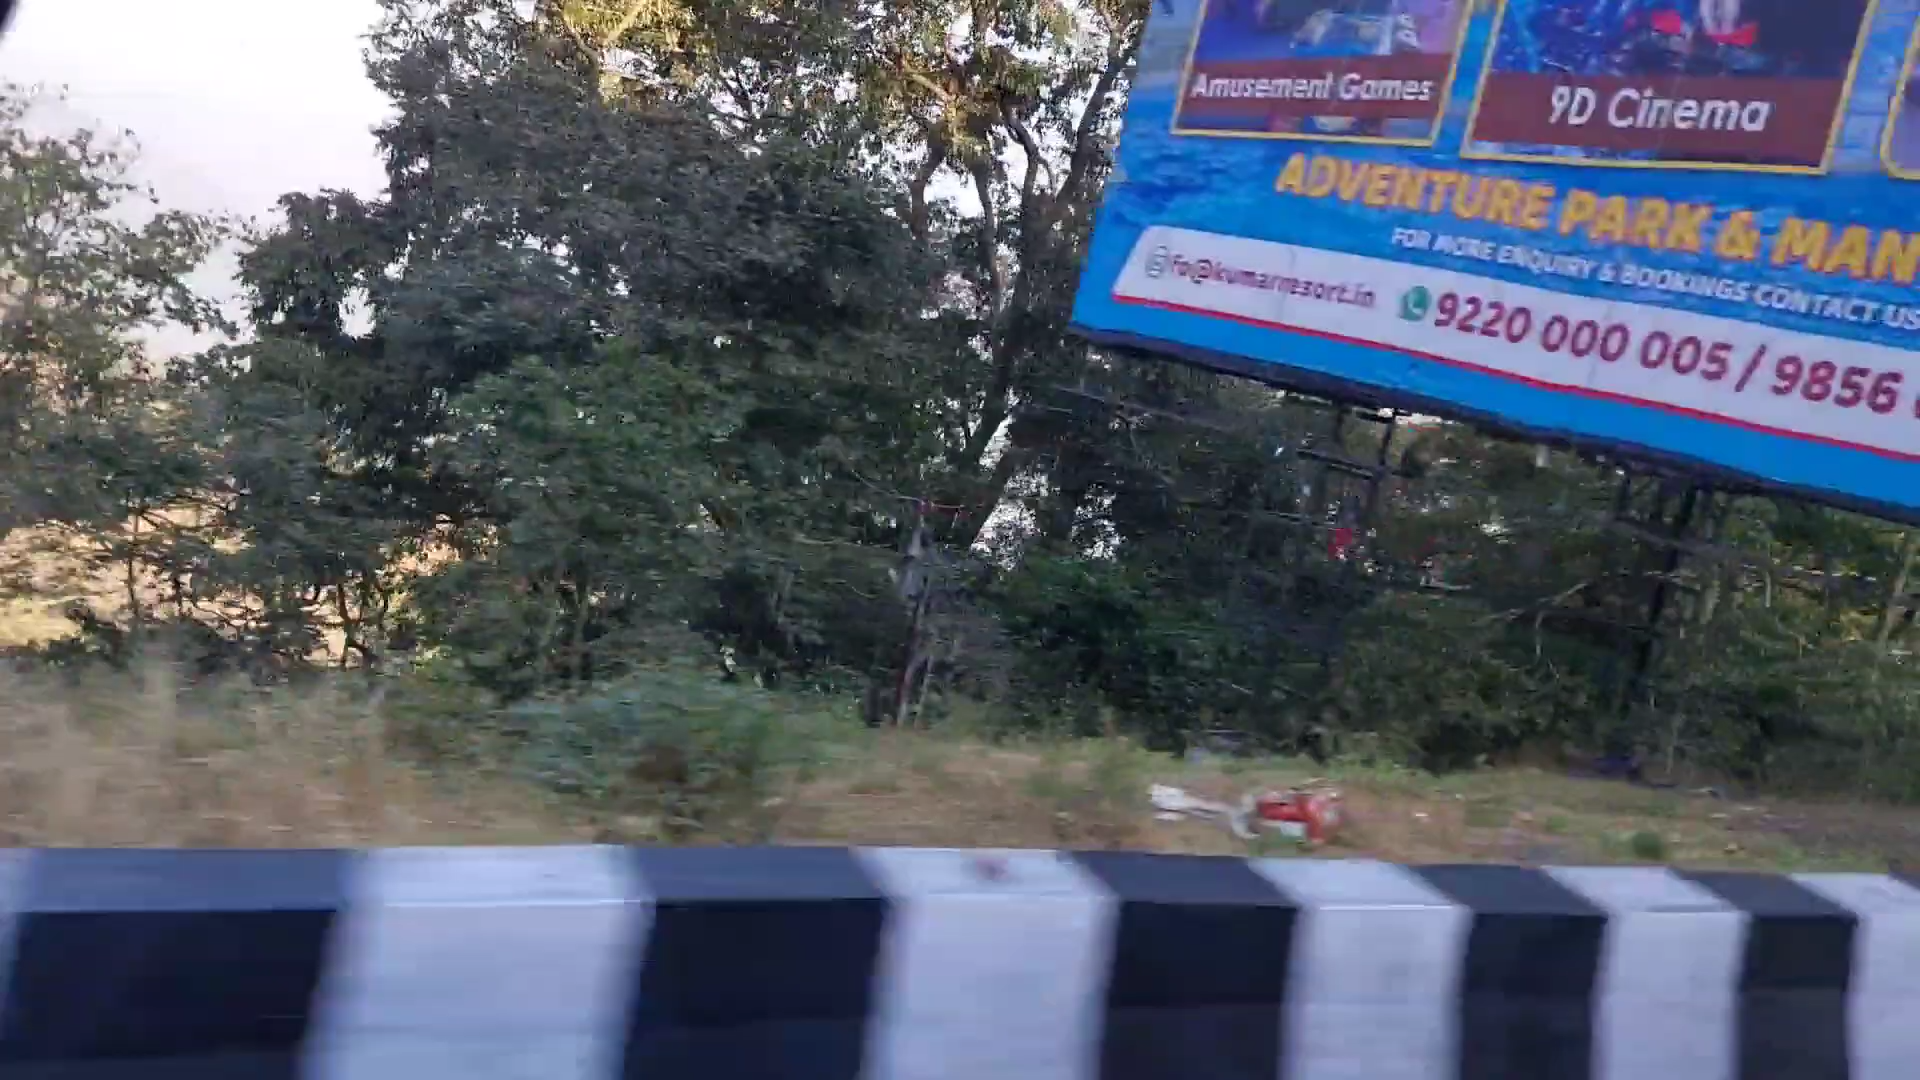 Amusement Games
9D Cinema
ADVENTURE PARK & MAN
FOR MORE ENQUIRY & BOOKINGS CONTACT US
fo@kumarresort.in 9220 000 005 / 9856